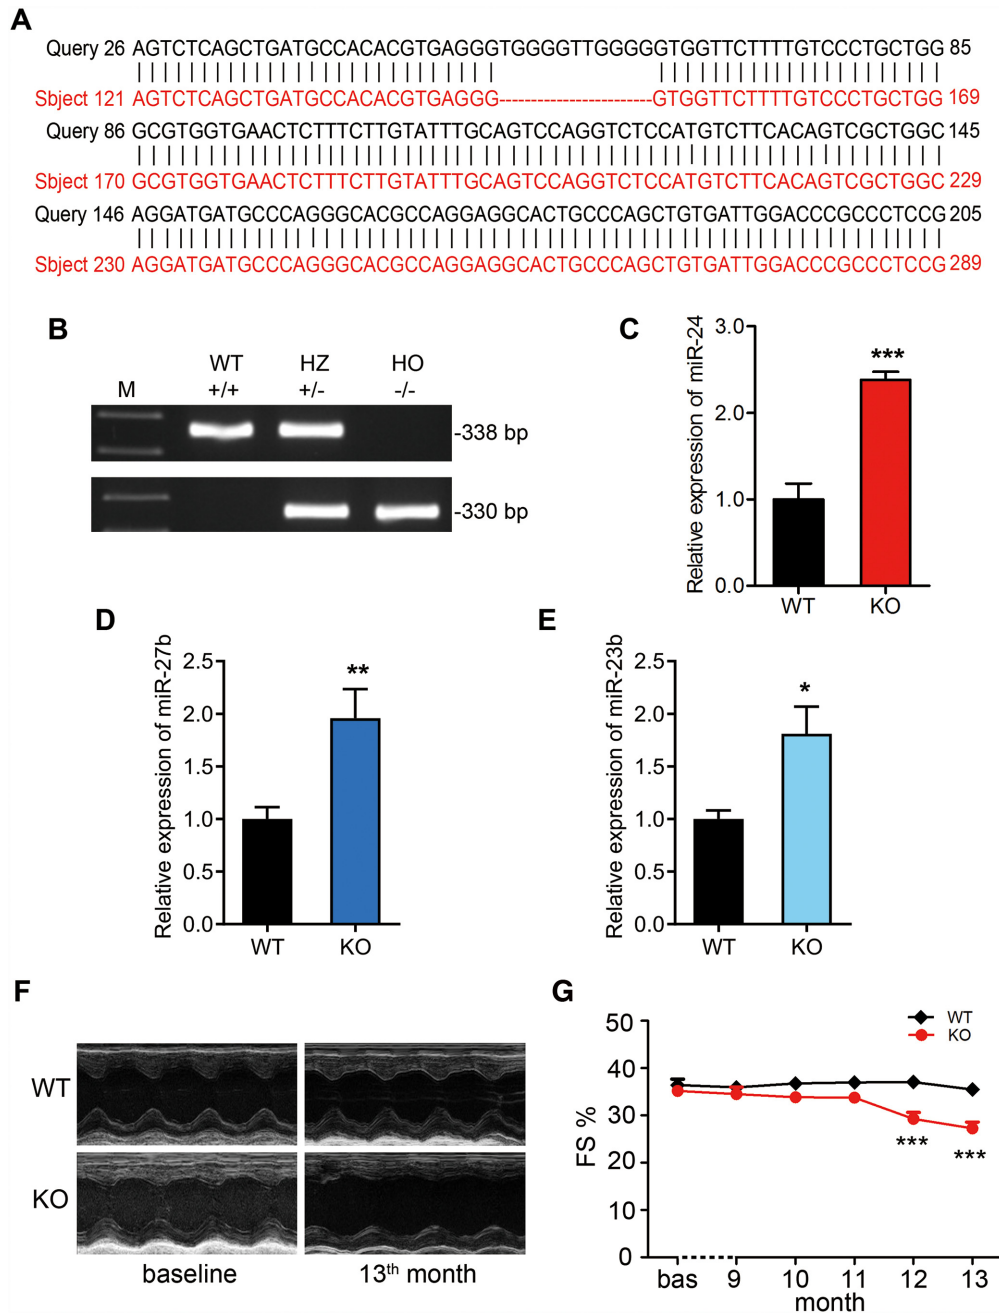 A
Query 26 AGTCTCAGCTGATGCCACACGTGAGGGTGGGGTTGGGGGTGGTTCTTTTGTCCCTGCTGG 85
Sbject 121 AGTCTCAGCTGATGCCACACGTGAGGG-----------GTGGTTCTTTTGTCCCTGCTGG 169
Query 86 GCGTGGTGAACTCTTTCTTGTATTTGCAGTCCAGGTCTCCATGTCTTCACAGTCGCTGGC 145
Sbject 170 GCGTGGTGAACTCTTTCTTGTATTTGCAGTCCAGGTCTCCATGTCTTCACAGTCGCTGGC 229
Query 146 AGGATGATGCCCAGGGCACGCCAGGAGGCACTGCCCAGCTGTGATTGGACCCGCCCTCCG 205
Sbject 230 AGGATGATGCCCAGGGCACGCCAGGAGGCACTGCCCAGCTGTGATTGGACCCGCCCTCCG 289
B
WT HZ HO
M +/+ +/- -/-
-338 bp
-330 bp
C
Relative expression of miR-24
3.0
2.0
1.0
0.0
***
WT KO
D
Relative expression of miR-27b
2.5
2.0
1.5
1.0
0.5
0.0
**
WT KO
E
Relative expression of miR-23b
2.5
2.0
1.5
1.0
0.5
0.0
*
WT KO
F
WT
KO
baseline 13th month
G
FS %
50
40
30
20
10
0
WT
KO
***
***
bas 9 10 11 12 13
month